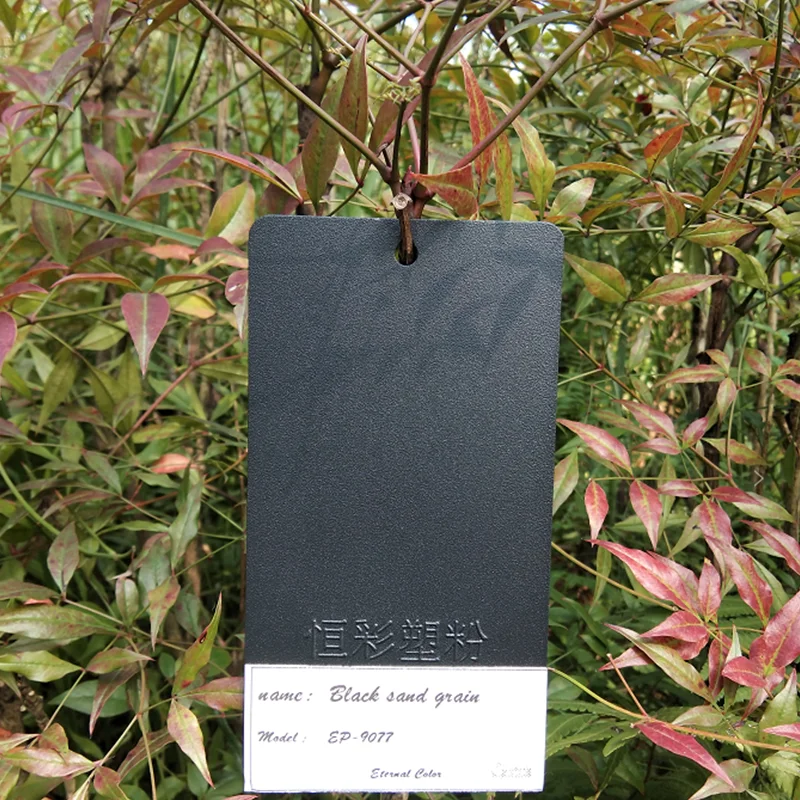 恒彩塑粉
name: Black sand grain
Model: EP-9077
Eternal Color